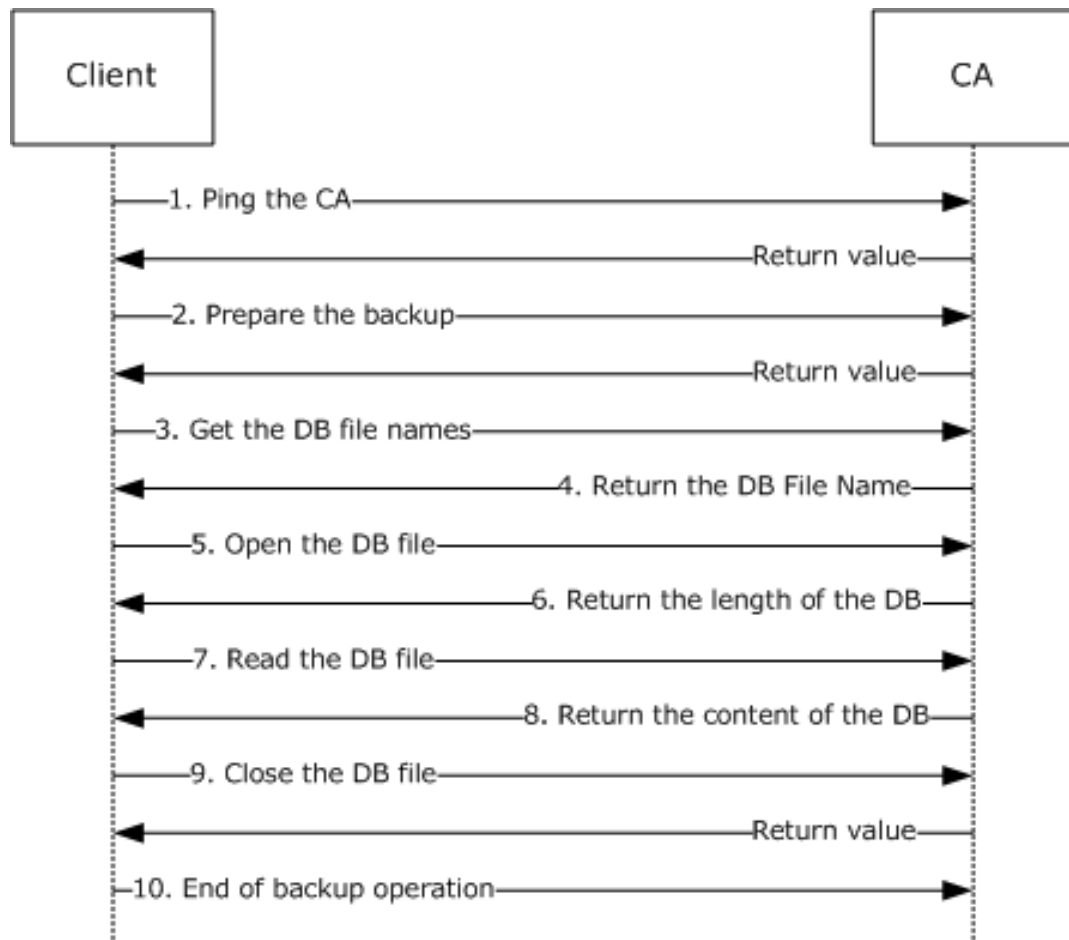 Client
CA
1. Ping the CA
Return value
2. Prepare the backup
Return value
3. Get the DB file names
4. Return the DB File Name
5. Open the DB file
6. Return the length of the DB
7. Read the DB file
8. Return the content of the DB
9. Close the DB file
Return value
10. End of backup operation